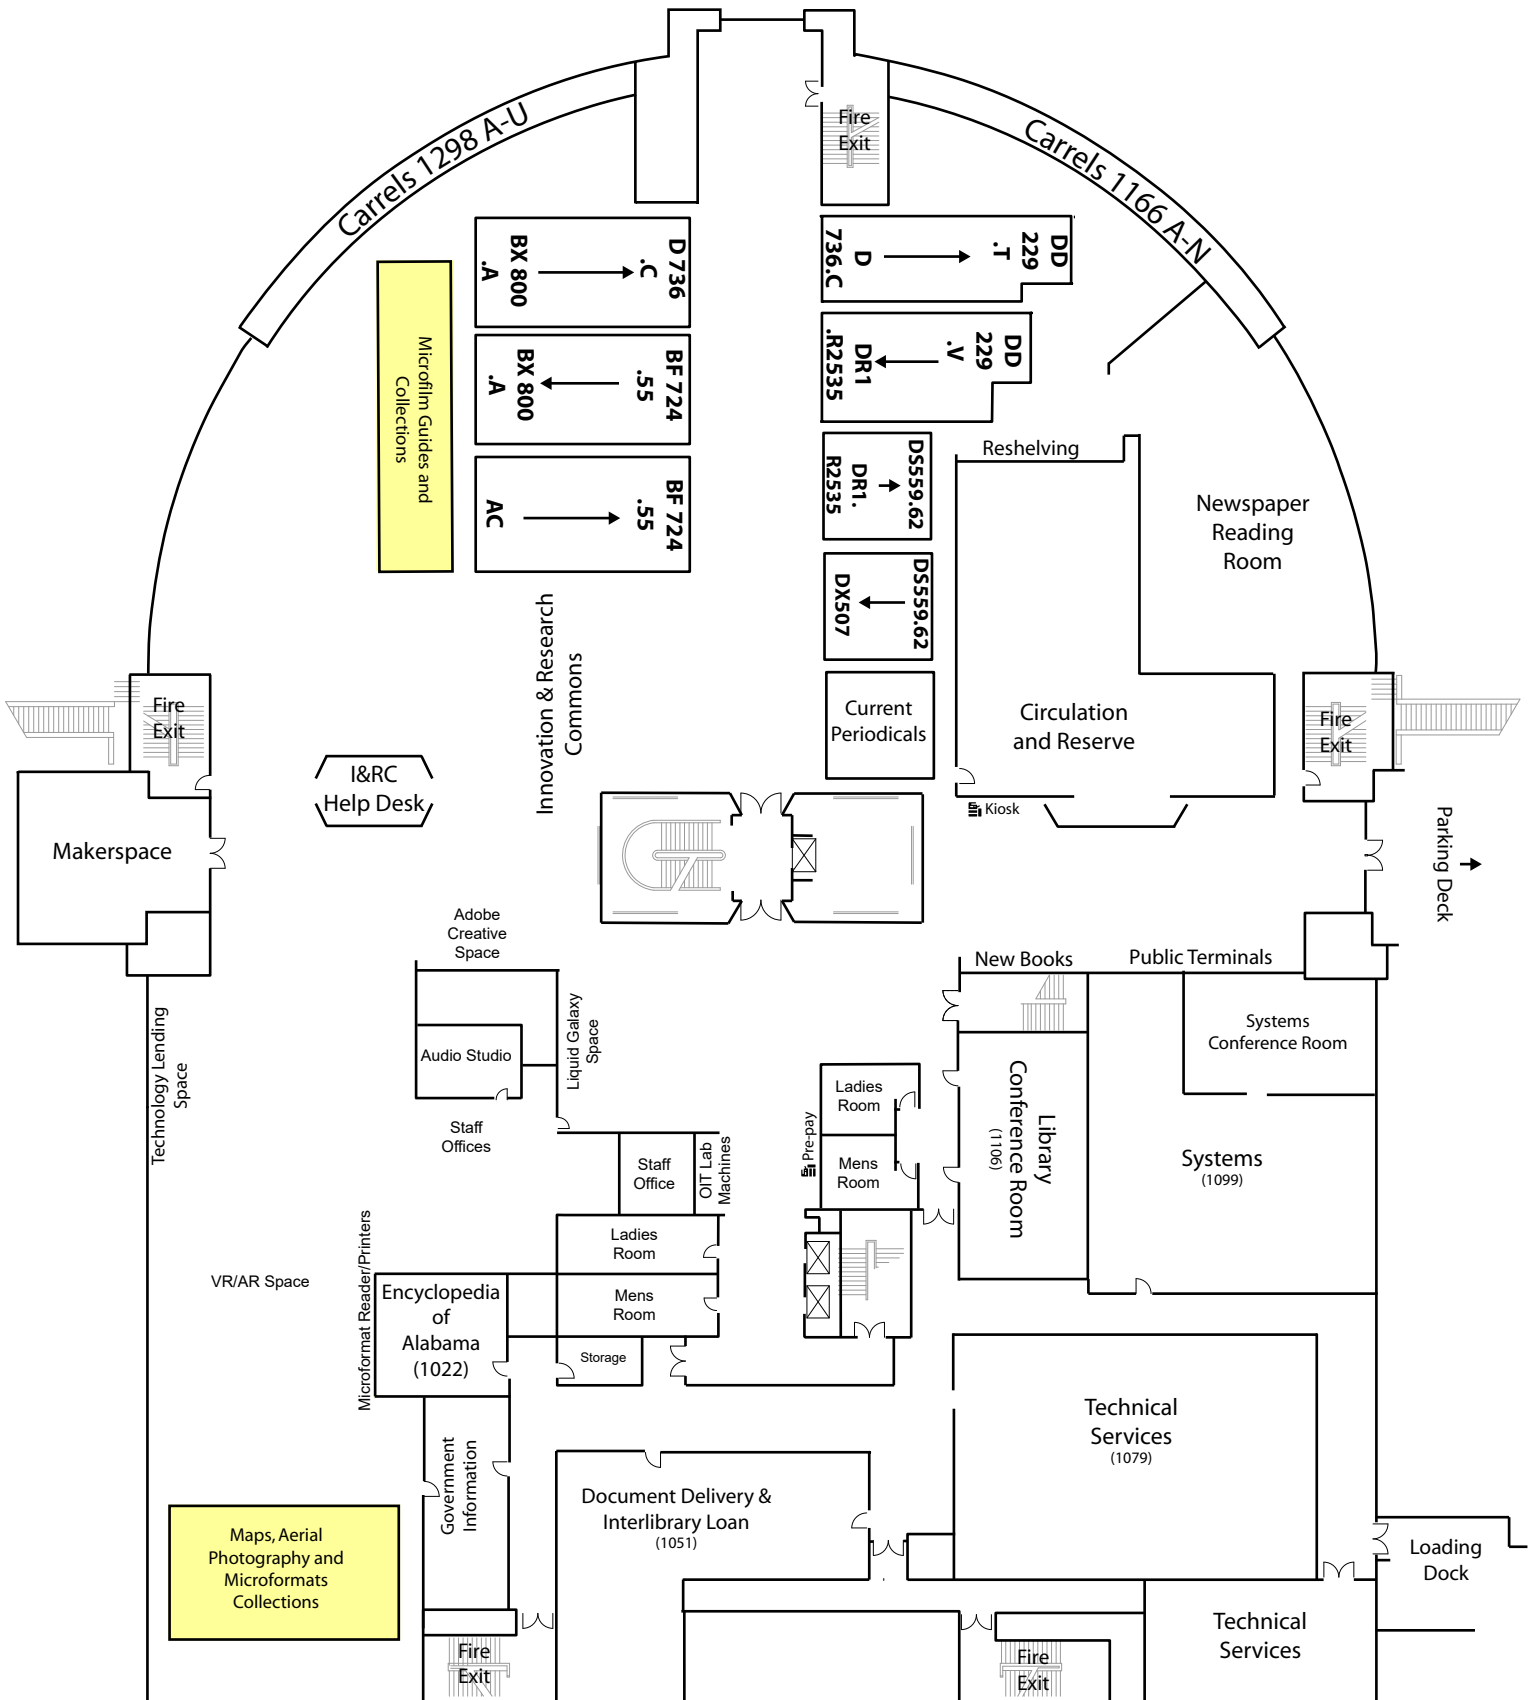 Carrels 1298 A-U
Fire
Exit
Carrels 1166 A-N
BX 800
.A
D 736
.C
D
736.C
DD
229
.T
Microfilm Guides and
Collections
BX 800
.A
BF 724
.55
DR1
.R2535
DD
229
.V
AC
BF 724
.55
DR1.
R2535
DS559.62
Reshelving
Newspaper
Reading
Room
DX507
DS559.62
Innovation & Research
Commons
Current
Periodicals
Circulation
and Reserve
Fire
Exit
Fire
Exit
I&RC
Help Desk
Kiosk
Parking Deck
Makerspace
Adobe
Creative
Space
New Books
Public Terminals
Technology Lending
Space
Audio Studio
Liquid Galaxy
Space
Systems
Conference Room
Staff
Offices
Ladies
Room
Library
Conference Room
(1106)
Pre-pay
Mens
Room
Staff
Office
OIT Lab
Machines
Systems
(1099)
Ladies
Room
Microformat Reader/Printers
VR/AR Space
Encyclopedia
of
Alabama
(1022)
Mens
Room
Storage
Technical
Services
(1079)
Government
Information
Document Delivery &
Interlibrary Loan
(1051)
Maps, Aerial
Photography and
Microformats
Collections
Loading
Dock
Technical
Services
Fire
Exit
Fire
Exit